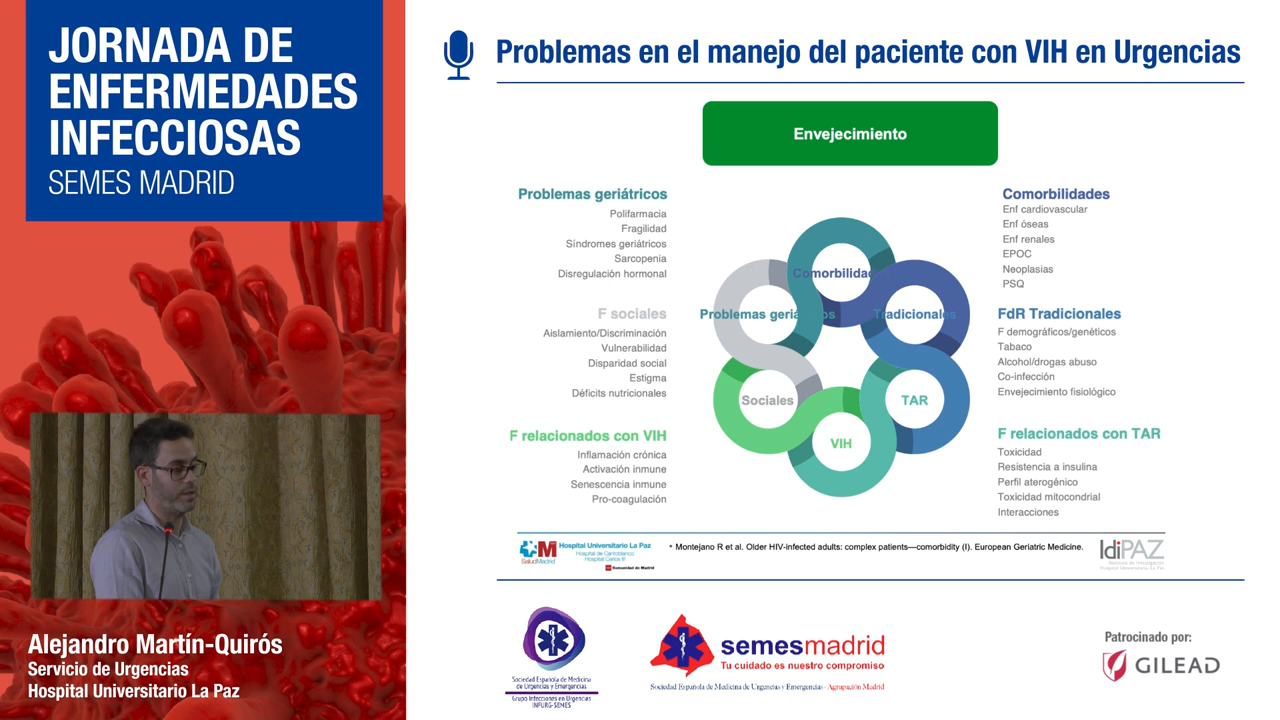 JORNADA DE
ENFERMEDADES
INFECCIOSAS
SEMES MADRID
Problemas en el manejo del paciente con VIH en Urgencias
Envejecimiento
Problemas geriátricos
Polifarmacia
Fragilidad
Síndromes geriátricos
Sarcopenia
Disregulación hormonal
F sociales
Aislamiento/Discriminación
Vulnerabilidad
Disparidad social
Estigma
Déficits nutricionales
F relacionados con VIH
Inflamación crónica
Activación inmune
Senescencia inmune
Pro-coagulación
Comorbilidades
Enf cardiovascular
Enf óseas
Enf renales
EPOC
Neoplasias
PSQ
FdR Tradicionales
F demográficos/genéticos
Tabaco
Alcohol/drogas abuso
Co-infección
Envejecimiento fisiológico
F relacionados con TAR
Toxicidad
Resistencia a insulina
Perfil aterogénico
Toxicidad mitocondrial
Interacciones
Tradicionales
TAR
VIH
Sociales
SaludMadrid
Hospital Universitario La Paz
Hospital de Cantoblanco
Hospital Carlos III
Comunidad de Madrid
* Montejano R et al. Older HIV-infected adults: complex patients—comorbidity (I). European Geriatric Medicine.
IdiPAZ
Alejandro Martín-Quirós
Servicio de Urgencias
Hospital Universitario La Paz
Sociedad Española de Medicina
de Urgencias y Emergencias
Grupo Infecciones en Urgencias
INFURG-SEMES
semesmadrid
Tu cuidado es nuestro compromiso
Sociedad Española de Medicina de Urgencias y Emergencias - Agrupación Madrid
Patrocinado por:
GILEAD